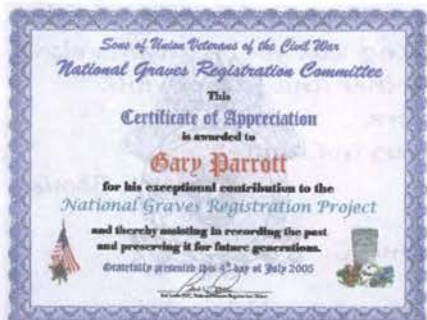 Sons of Union Veterans of the Civil War
National Graves Registration Committee
This
Certificate of Appreciation
is awarded to
Gary Parrott
for his exceptional contribution to the
National Graves Registration Project
and thereby assisting in recording the past
and preserving it for future generations.
Gratefully presented this 4th day of July 2005